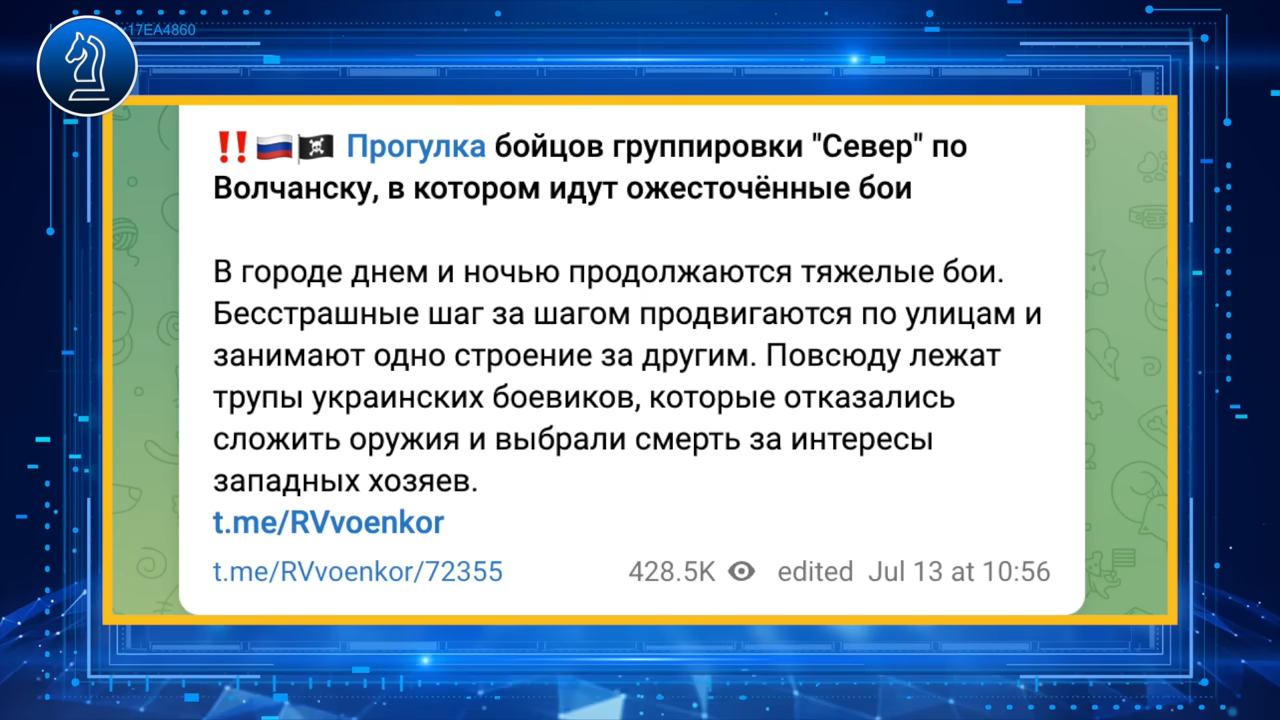 17EA4860
‼️🇷🇺🏴‍☠️ Прогулка бойцов группировки "Север" по
Волчанску, в котором идут ожесточённые бои
В городе днем и ночью продолжаются тяжелые бои.
Бесстрашные шаг за шагом продвигаются по улицам и
занимают одно строение за другим. Повсюду лежат
трупы украинских боевиков, которые отказались
сложить оружия и выбрали смерть за интересы
западных хозяев.
t.me/RVvoenkor
t.me/RVvoenkor/72355 428.5K edited Jul 13 at 10:56